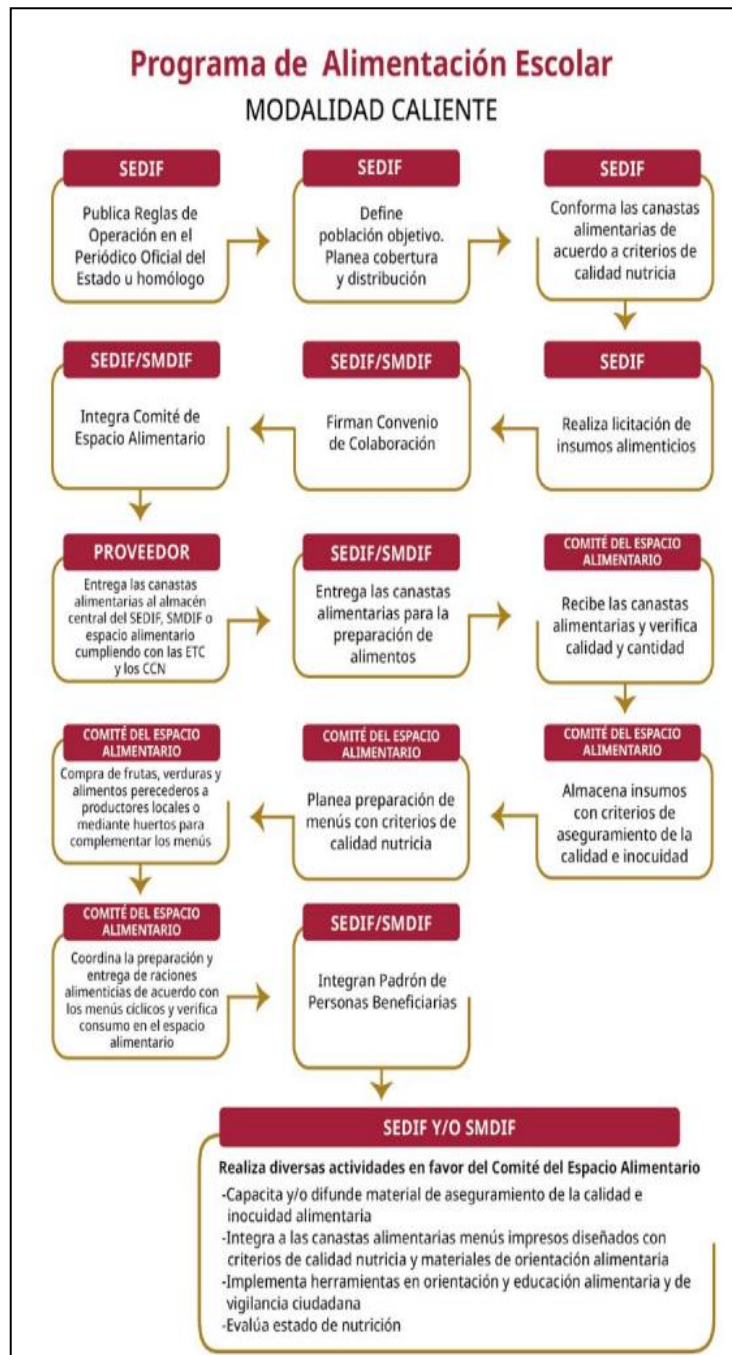 Programa de Alimentación Escolar
MODALIDAD CALIENTE
SEDIF
Publica Reglas de
Operación en el
Periódico Oficial del
Estado u homólogo
SEDIF
Define
población objetivo.
Planea cobertura
y distribución
SEDIF
Conforma las canastas
alimentarias de
acuerdo a criterios de
calidad nutricia
SEDIF
Realiza licitación de
insumos alimenticios
SEDIF/SMDIF
Firman Convenio
de Colaboración
SEDIF/SMDIF
Integra Comité de
Espacio Alimentario
PROVEEDOR
Entrega las canastas
alimentarias al almacén
central del SEDIF, SMDIF o
espacio alimentario
cumpliendo con las ETC
y los CCN
SEDIF/SMDIF
Entrega las canastas
alimentarias para la
preparación de
alimentos
COMITÉ DEL ESPACIO
ALIMENTARIO
Recibe las canastas
alimentarias y verifica
calidad y cantidad
COMITÉ DEL ESPACIO
ALIMENTARIO
Almacena insumos
con criterios de
aseguramiento de la
calidad e inocuidad
COMITÉ DEL ESPACIO
ALIMENTARIO
Planea preparación de
menús con criterios de
calidad nutricia
COMITÉ DEL ESPACIO
ALIMENTARIO
Compra de frutas, verduras y
alimentos perecederos a
productores locales o
mediante huertos para
complementar los menús
COMITÉ DEL ESPACIO
ALIMENTARIO
Coordina la preparación y
entrega de raciones
alimenticias de acuerdo con
los menús cíclicos y verifica
consumo en el espacio
alimentario
SEDIF/SMDIF
Integran Padrón de
Personas Beneficiarias
SEDIF Y/O SMDIF
Realiza diversas actividades en favor del Comité del Espacio Alimentario
-Capacita y/o difunde material de aseguramiento de la calidad e
inocuidad alimentaria
-Integra a las canastas alimentarias menús impresos diseñados con
criterios de calidad nutricia y materiales de orientación alimentaria
-Implementa herramientas en orientación y educación alimentaria y de
vigilancia ciudadana
-Evalúa estado de nutrición